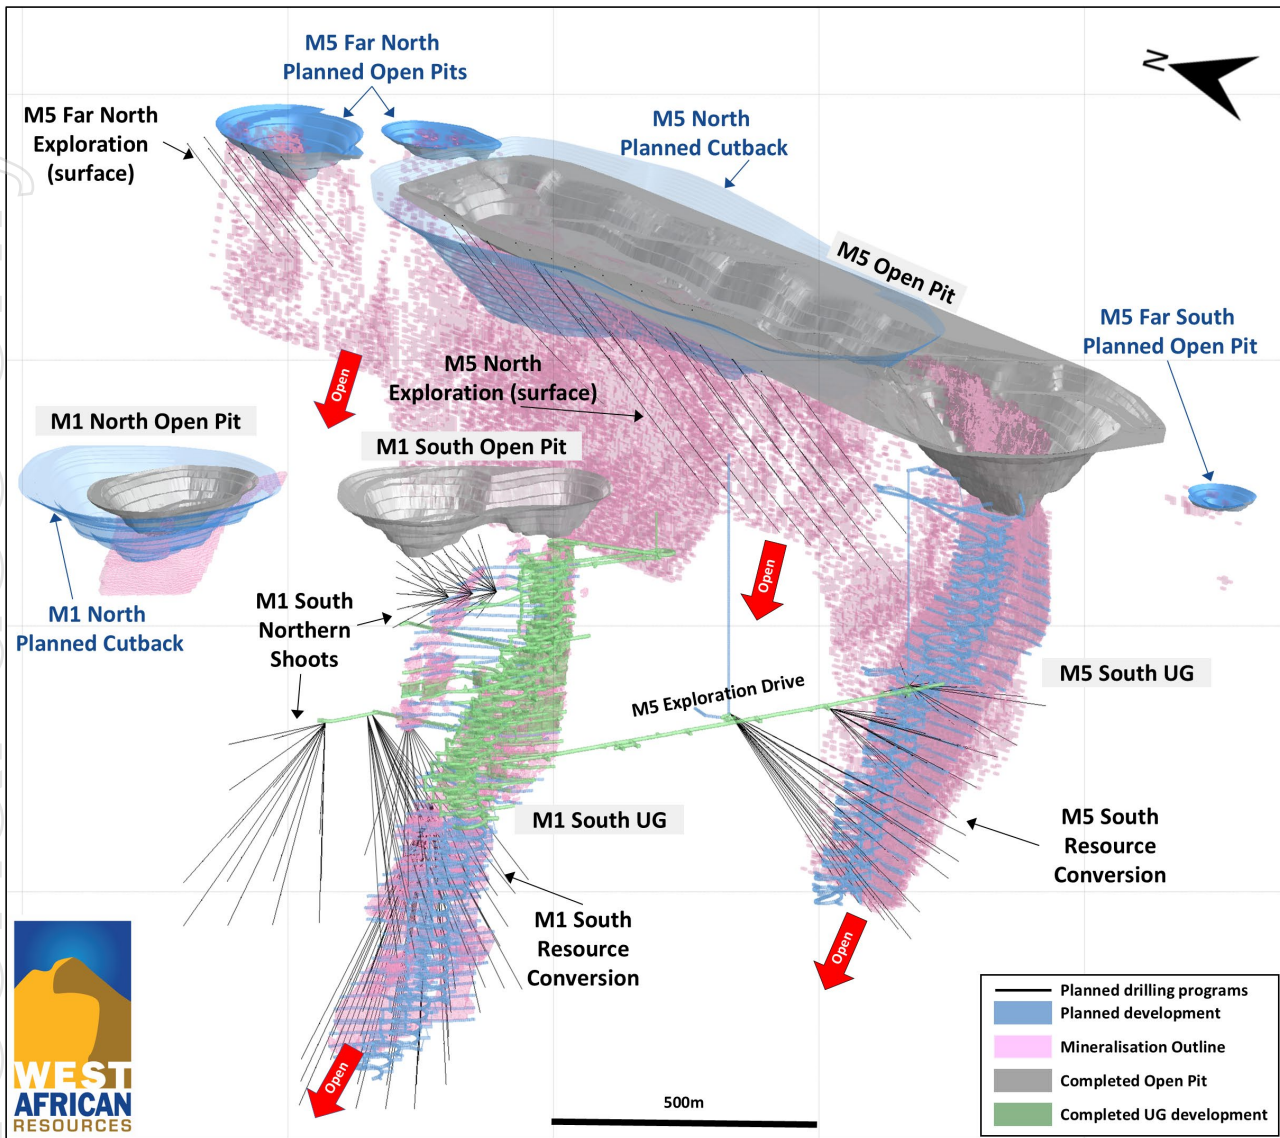 M5 Far North
Planned Open Pits
N
M5 Far North
Exploration
(surface)
M5 North
Planned Cutback
M5 Open Pit
M5 Far South
Planned Open Pit
M5 North
Exploration (surface)
Open
M1 North Open Pit
M1 South Open Pit
Open
M1 North
Planned Cutback
M1 South
Northern
Shoots
M5 Exploration Drive
M5 South UG
M1 South UG
M5 South
Resource
Conversion
M1 South
Resource
Conversion
Open
Open
WEST
AFRICAN
RESOURCES
500m
Planned drilling programs
Planned development
Mineralisation Outline
Completed Open Pit
Completed UG development